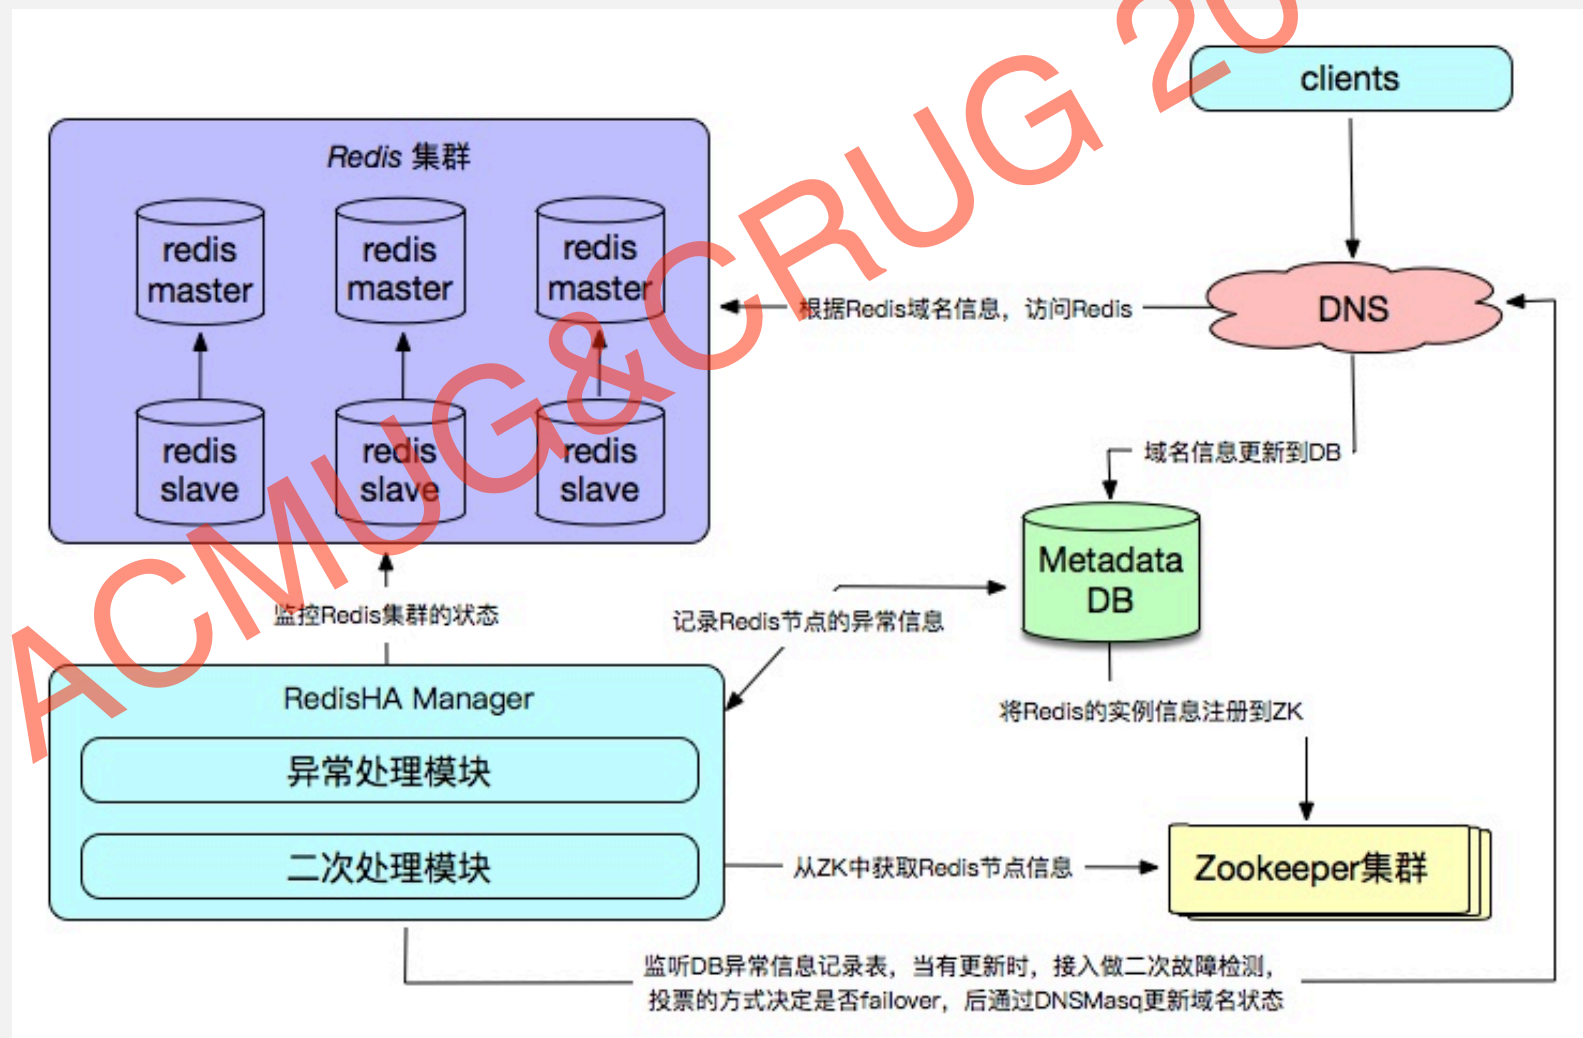 clients
Redis 集群
redis
master
redis
master
redis
master
根据Redis域名信息，访问Redis
DNS
redis
slave
redis
slave
redis
slave
域名信息更新到DB
Metadata
DB
监控Redis集群的状态
记录Redis节点的异常信息
RedisHA Manager
将Redis的实例信息注册到ZK
异常处理模块
二次处理模块
从ZK中获取Redis节点信息
Zookeeper集群
监听DB异常信息记录表，当有更新时，接入做二次故障检测，
投票的方式决定是否failover，后通过DNSMasq更新域名状态
ACMUG&CRUG 20